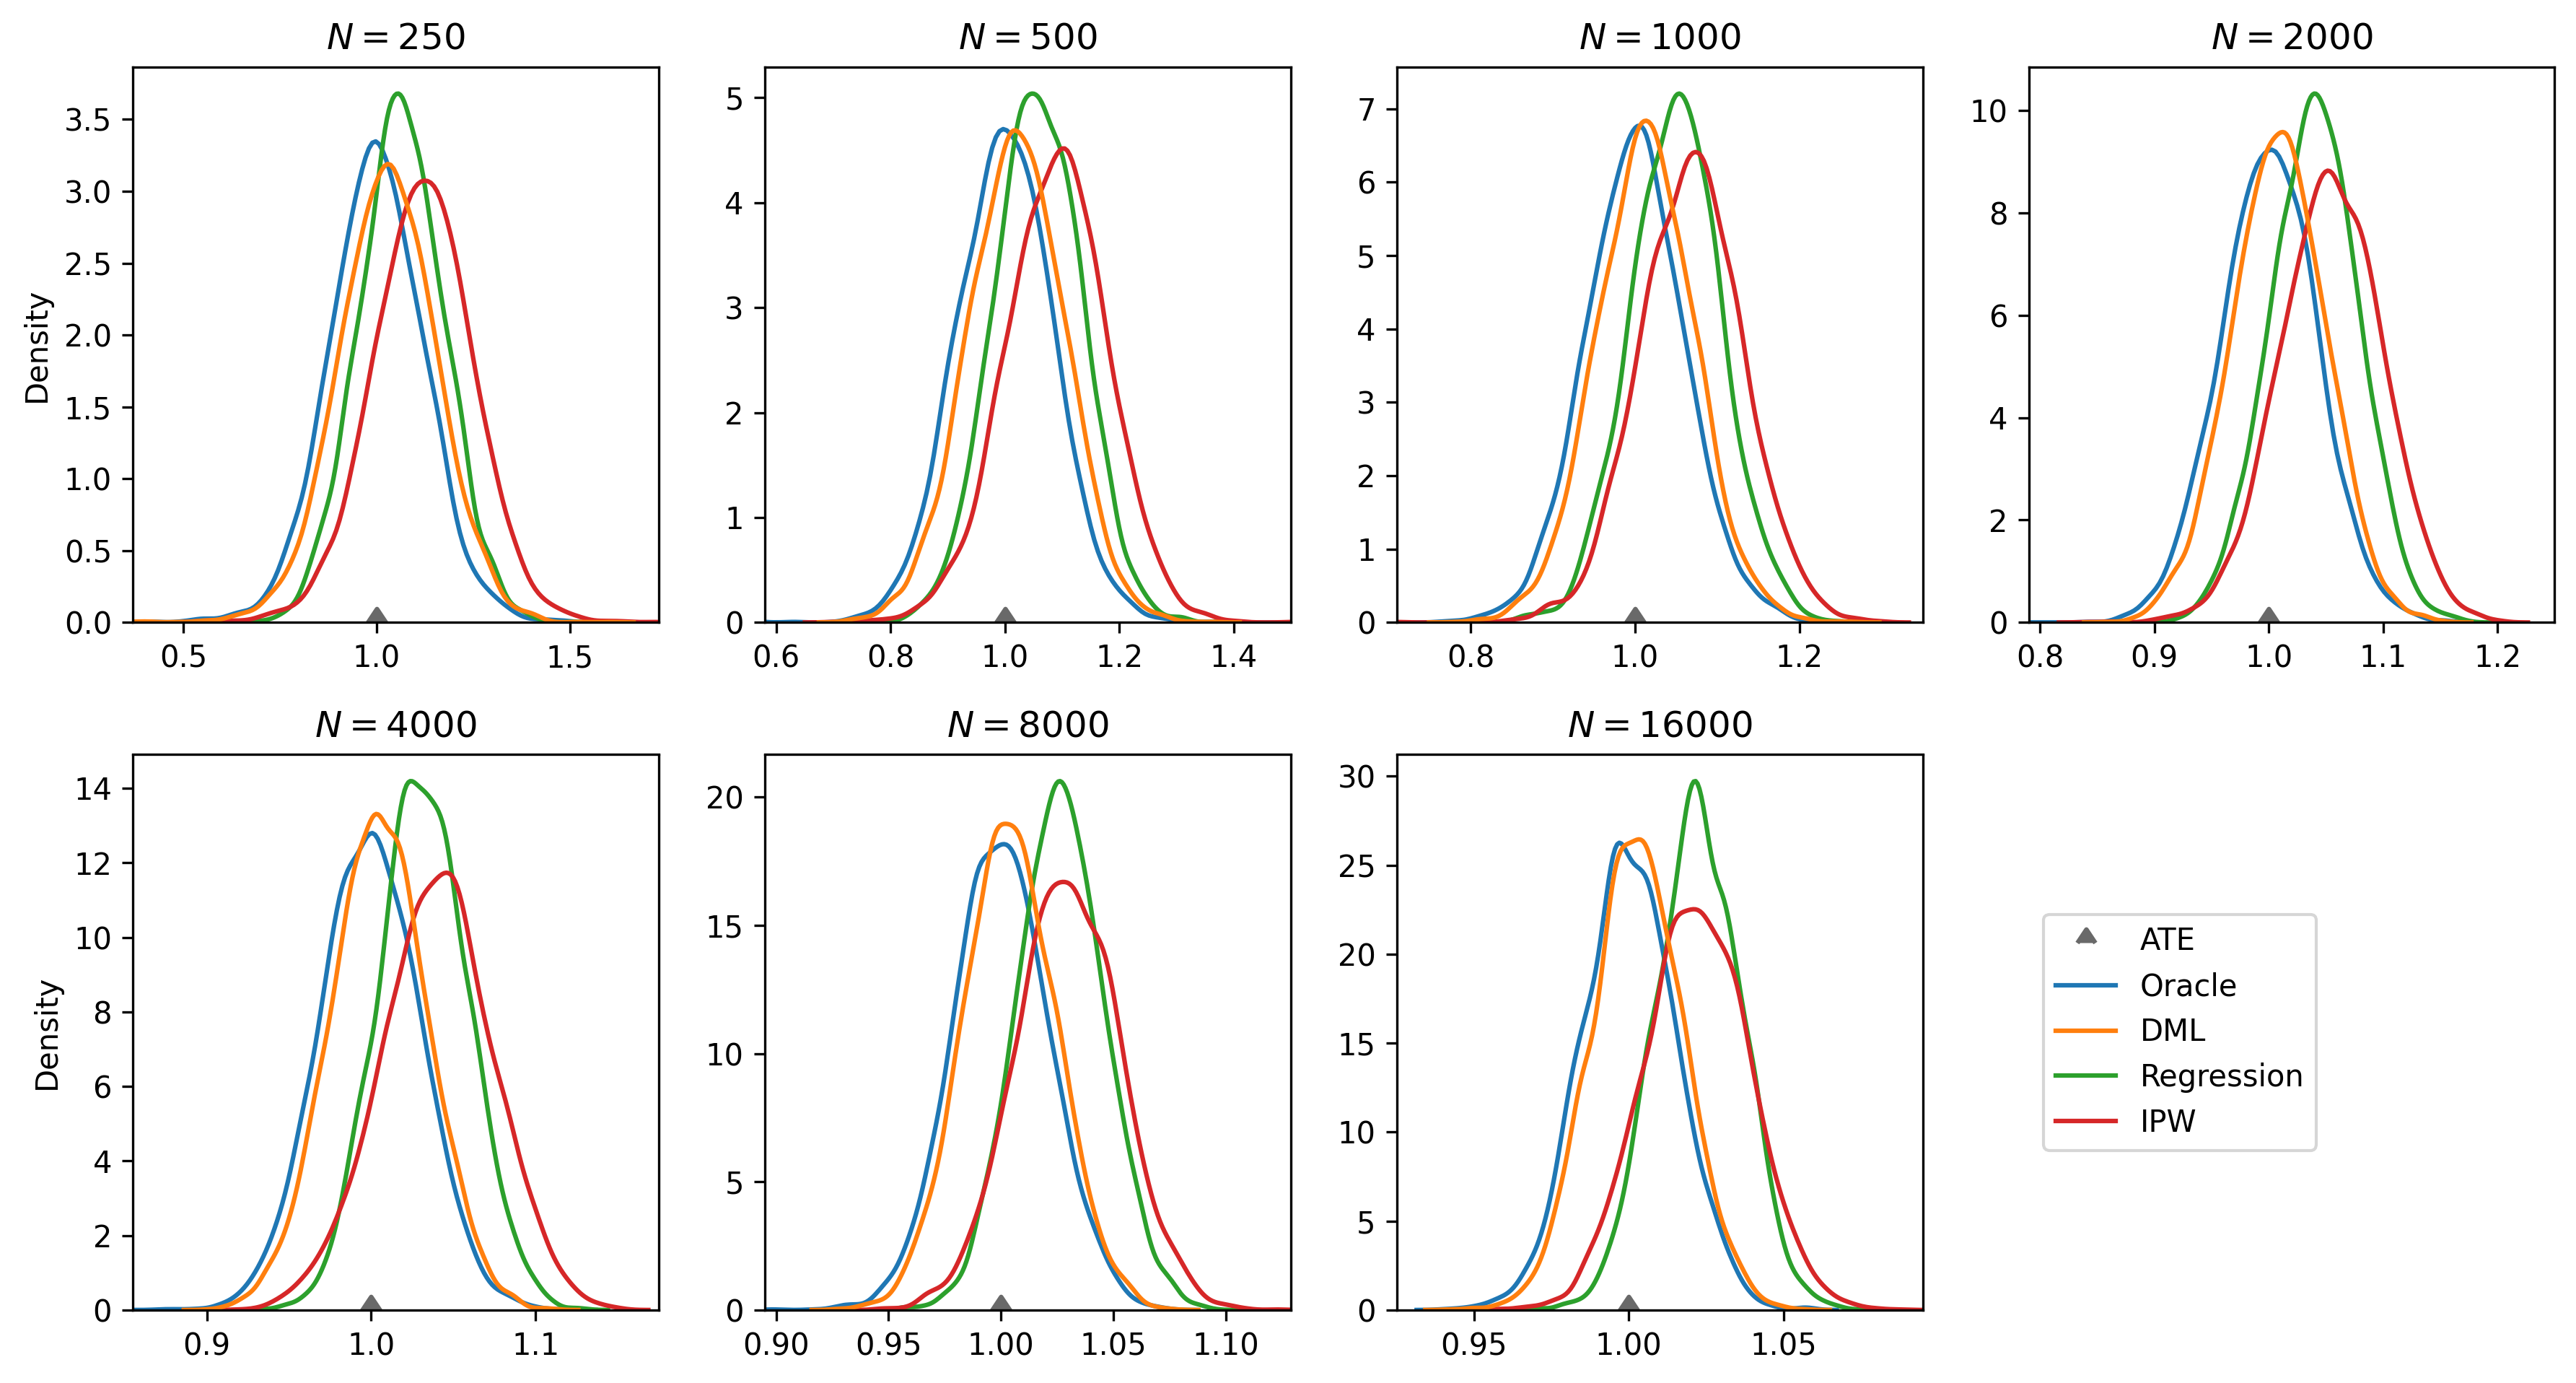 N = 250
N = 500
N = 1000
N = 2000
Density
3.5
3.0
2.5
2.0
1.5
1.0
0.5
0.0
0.5 1.0 1.5
5
4
3
2
1
0
0.6 0.8 1.0 1.2 1.4
7
6
5
4
3
2
1
0
0.8 1.0 1.2
10
8
6
4
2
0
0.8 0.9 1.0 1.1 1.2
N = 4000
N = 8000
N = 16000
Density
14
12
10
8
6
4
2
0
0.9 1.0 1.1
20
15
10
5
0
0.90 0.95 1.00 1.05 1.10
30
25
20
15
10
5
0
0.95 1.00 1.05
ATE
Oracle
DML
Regression
IPW